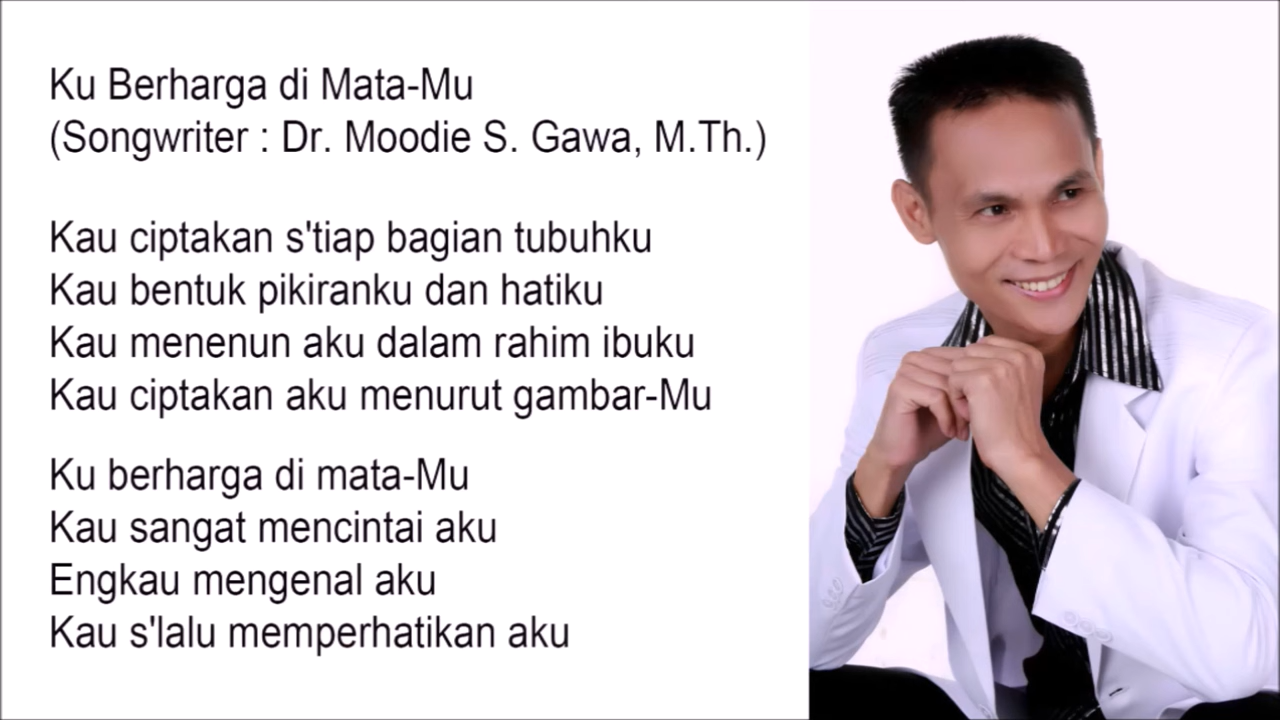 Ku Berharga di Mata-Mu
(Songwriter : Dr. Moodie S. Gawa, M.Th.)
Kau ciptakan s'tiap bagian tubuhku
Kau bentuk pikiranku dan hatiku
Kau menenun aku dalam rahim ibuku
Kau ciptakan aku menurut gambar-Mu
Ku berharga di mata-Mu
Kau sangat mencintai aku
Engkau mengenal aku
Kau s'lalu memperhatikan aku